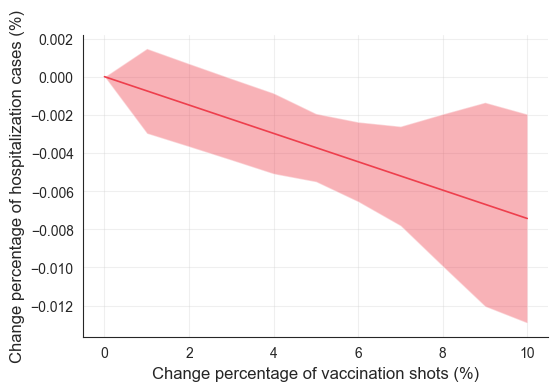 Change percentage of hospitalization cases (%)
0.002
0.000
−0.002
−0.004
−0.006
−0.008
−0.010
−0.012
0 2 4 6 8 10
Change percentage of vaccination shots (%)